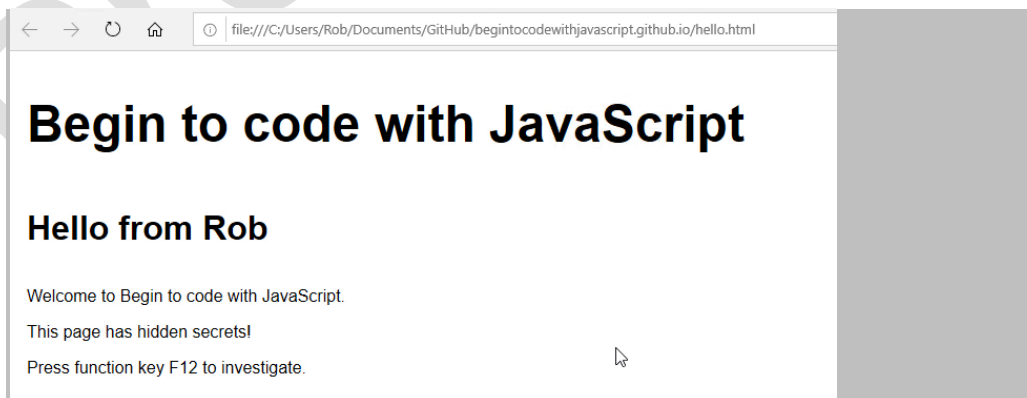 file:///C:/Users/Rob/Documents/GitHub/begintocodewithjavascript.github.io/hello.html
Begin to code with JavaScript
Hello from Rob
Welcome to Begin to code with JavaScript.
This page has hidden secrets!
Press function key F12 to investigate.